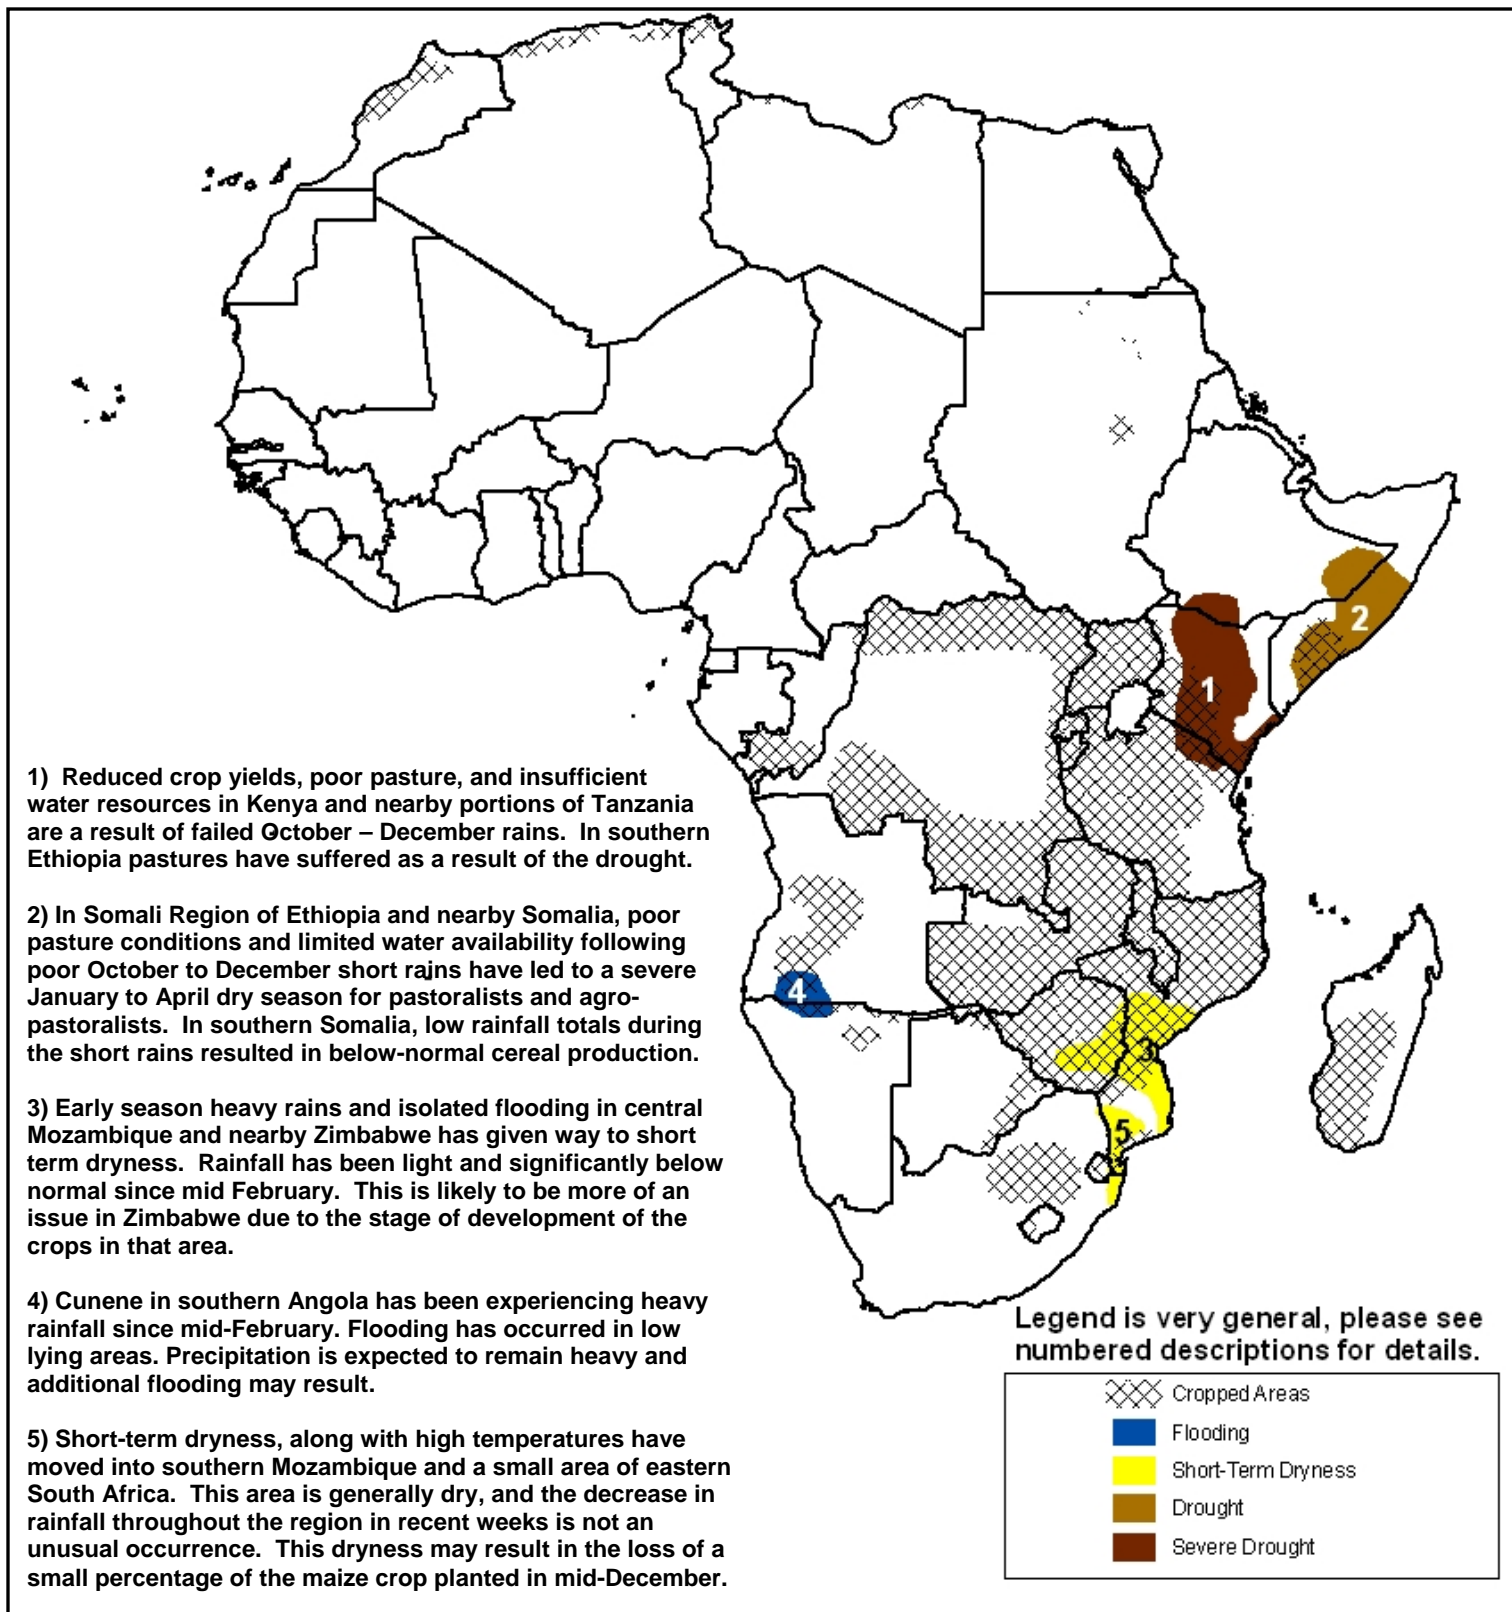 1) Reduced crop yields, poor pasture, and insufficient
water resources in Kenya and nearby portions of Tanzania
are a result of failed October – December rains. In southern
Ethiopia pastures have suffered as a result of the drought.
2) In Somali Region of Ethiopia and nearby Somalia, poor
pasture conditions and limited water availability following
poor October to December short rains have led to a severe
January to April dry season for pastoralists and agro-
pastoralists. In southern Somalia, low rainfall totals during
the short rains resulted in below-normal cereal production.
3) Early season heavy rains and isolated flooding in central
Mozambique and nearby Zimbabwe has given way to short
term dryness. Rainfall has been light and significantly below
normal since mid February. This is likely to be more of an
issue in Zimbabwe due to the stage of development of the
crops in that area.
4) Cunene in southern Angola has been experiencing heavy
rainfall since mid-February. Flooding has occurred in low
lying areas. Precipitation is expected to remain heavy and
additional flooding may result.
5) Short-term dryness, along with high temperatures have
moved into southern Mozambique and a small area of eastern
South Africa. This area is generally dry, and the decrease in
rainfall throughout the region in recent weeks is not an
unusual occurrence. This dryness may result in the loss of a
small percentage of the maize crop planted in mid-December.
2
1
4
3
5
Legend is very general, please see
numbered descriptions for details.
Cropped Areas
Flooding
Short-Term Dryness
Drought
Severe Drought